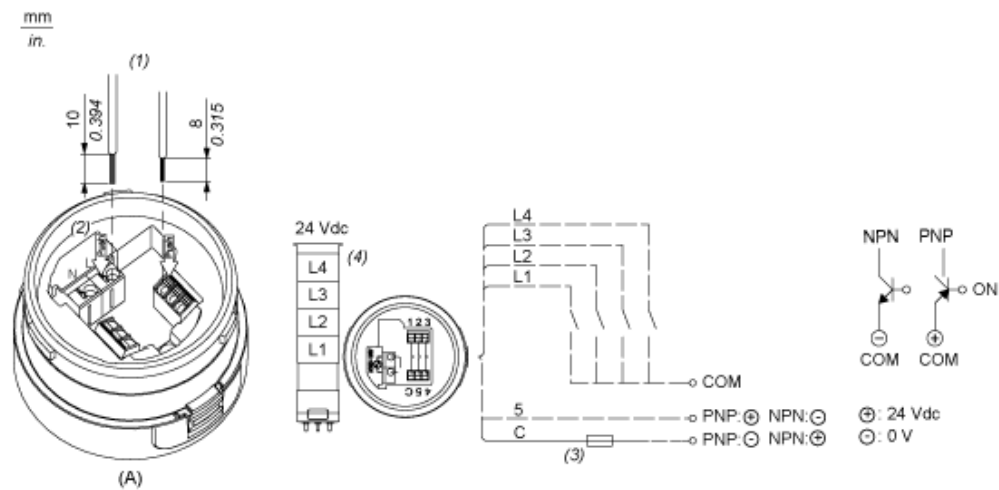 mm
in.
(1)
10
0.394
8
0.315
(2)
N
L
(A)
24 Vdc
(4)
L4
L3
L2
L1
1 2 3
4 5 C
L4
L3
L2
L1
COM
5
PNP:⊕ NPN:⊖
C
PNP:⊖ NPN:⊕
(3)
NPN PNP
ON
⊖ ⊕
COM COM
⊕: 24 Vdc
⊖: 0 V